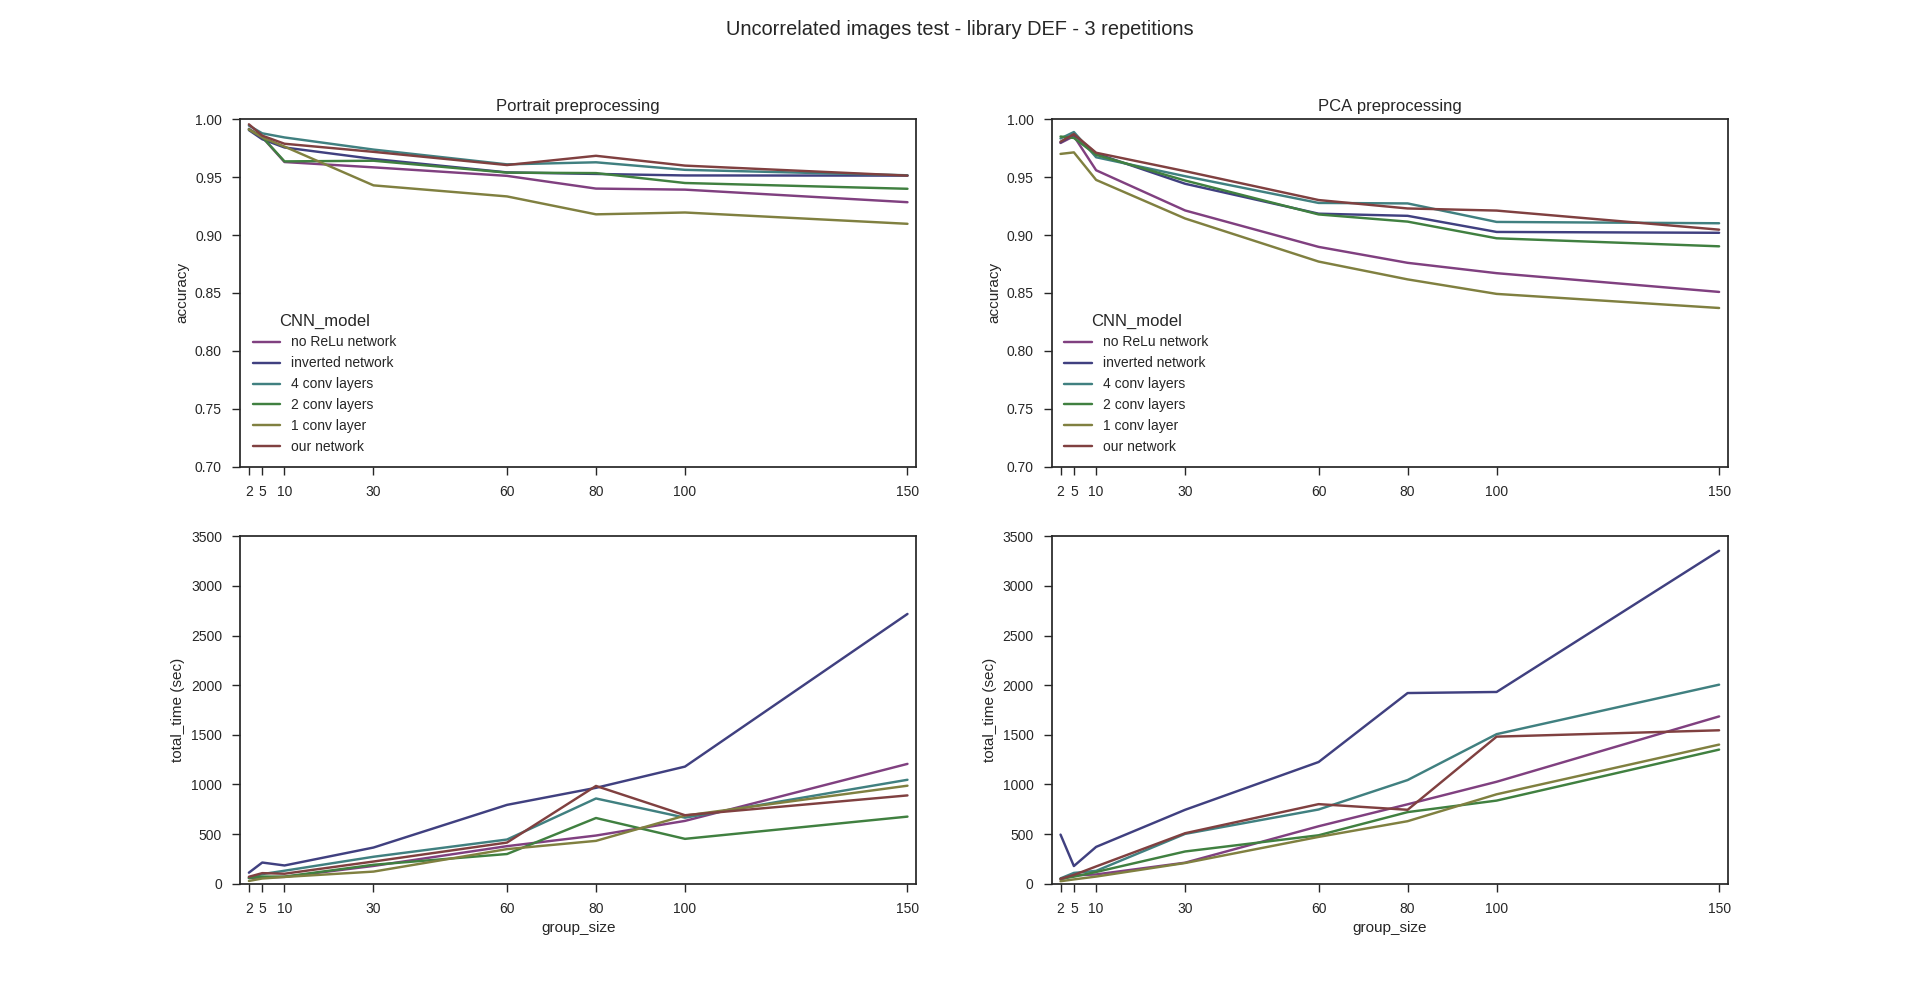 Uncorrelated images test - library DEF - 3 repetitions
Portrait preprocessing
1.00
0.95
0.90
0.85
0.80
0.75
0.70
accuracy
CNN_model
no ReLu network
inverted network
4 conv layers
2 conv layers
1 conv layer
our network
2 5 10 30 60 80 100 150
PCA preprocessing
1.00
0.95
0.90
0.85
0.80
0.75
0.70
accuracy
CNN_model
no ReLu network
inverted network
4 conv layers
2 conv layers
1 conv layer
our network
2 5 10 30 60 80 100 150
3500
3000
2500
2000
1500
1000
500
0
total_time (sec)
2 5 10 30 60 80 100 150
group_size
3500
3000
2500
2000
1500
1000
500
0
total_time (sec)
2 5 10 30 60 80 100 150
group_size